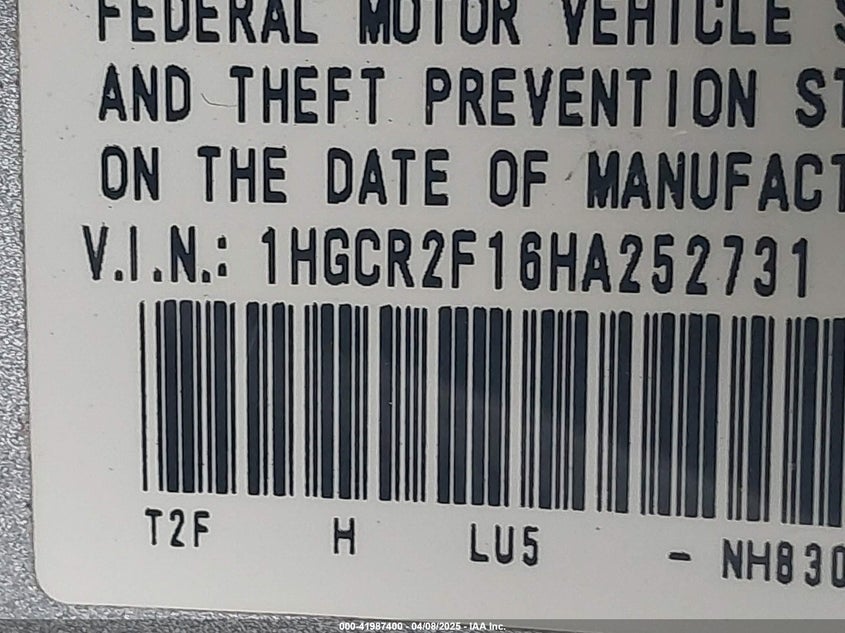 FEDERAL MOTOR VEHICLE S
AND THEFT PREVENTION ST
ON THE DATE OF MANUFACT
V.I.N.: 1HGCR2F16HA252731
T2F H LU5 - NH830
000-41987400 - 04/08/2025 - IAA Inc.